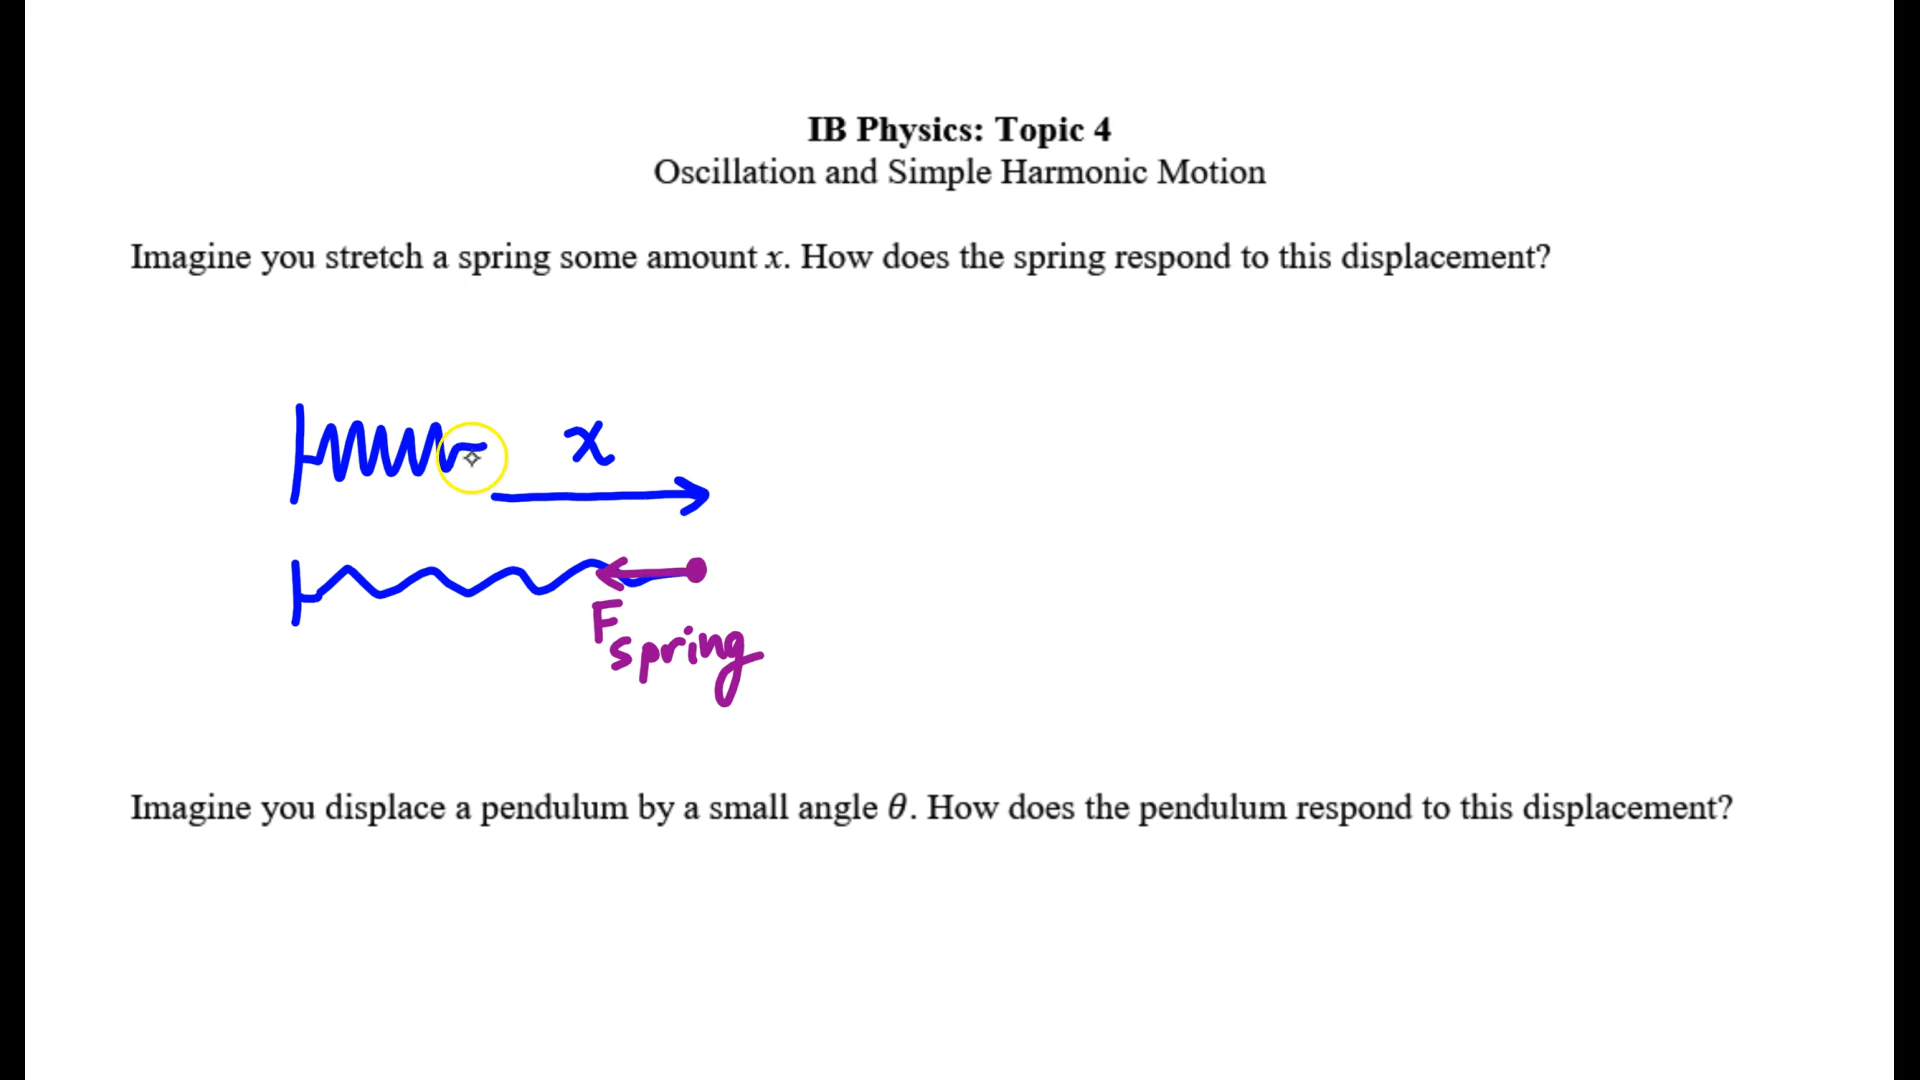 IB Physics: Topic 4
Oscillation and Simple Harmonic Motion
Imagine you stretch a spring some amount x. How does the spring respond to this displacement?
x
F spring
Imagine you displace a pendulum by a small angle θ. How does the pendulum respond to this displacement?